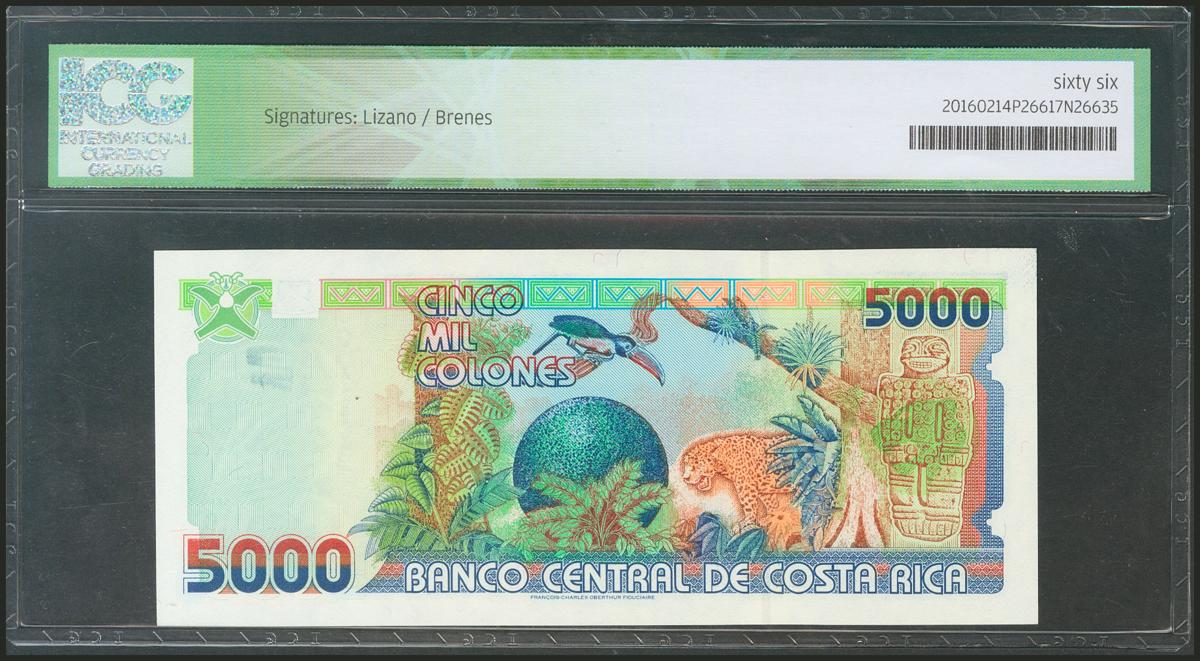 ICG
INTERNATIONAL
CURRENCY
GRADING
Signatures: Lizano / Brenes
sixty six
20160214P26617N26635
CINCO
MIL
COLONES
5000
5000
BANCO CENTRAL DE COSTA RICA
FRANÇOIS-CHARLES OBERTHUR FIDUCIAIRE